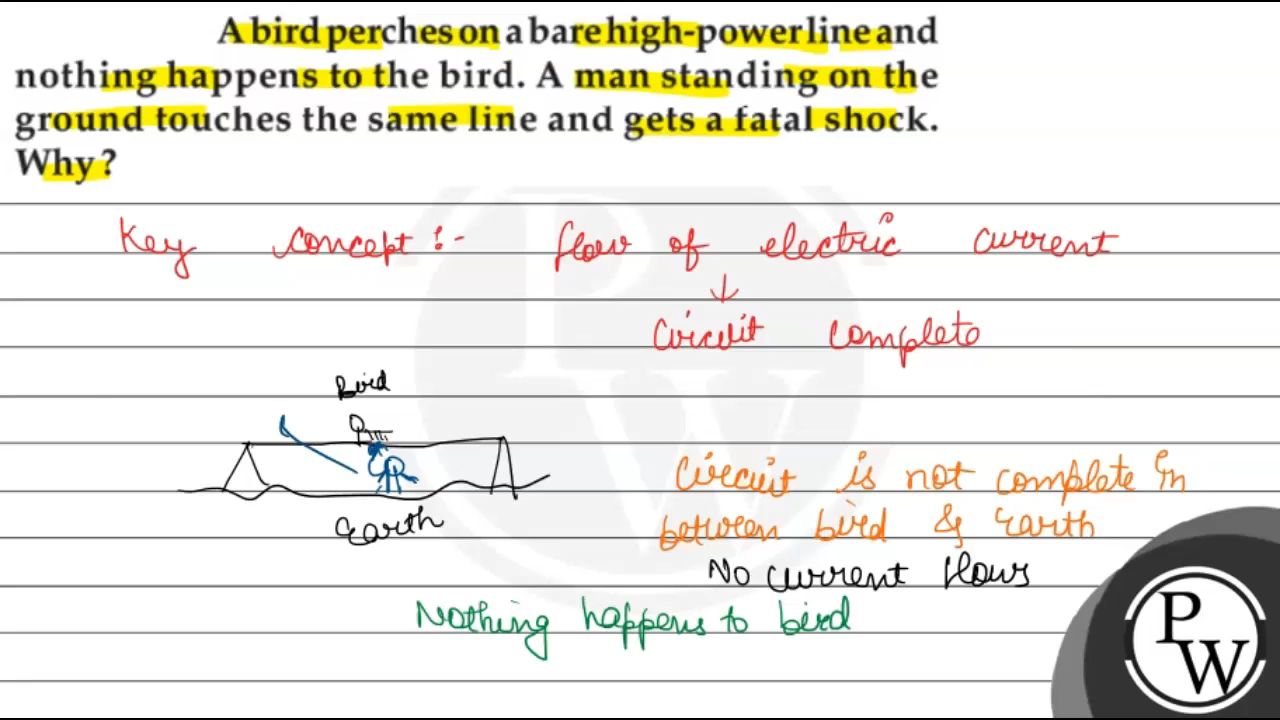 A bird perches on a bare high-power line and
nothing happens to the bird. A man standing on the
ground touches the same line and gets a fatal shock.
Why ?
Key concept :- flow of electric current
↓
Circuit complete
Bird
Circuit is not complete in
between bird & Earth
Earth
No current flows
Nothing happens to bird
P
W
PW